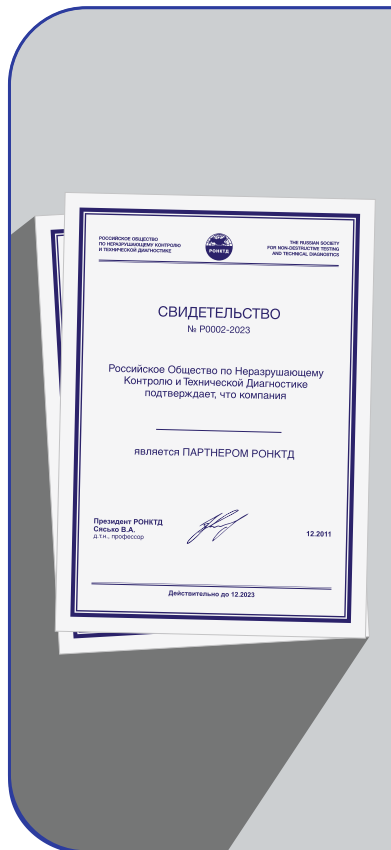 РОССИЙСКОЕ ОБЩЕСТВО
ПО НЕРАЗРУШАЮЩЕМУ КОНТРОЛЮ
И ТЕХНИЧЕСКОЙ ДИАГНОСТИКЕ
РОНКТД
THE RUSSIAN SOCIETY
FOR NON-DESTRUCTIVE TESTING
AND TECHNICAL DIAGNOSTICS
СВИДЕТЕЛЬСТВО
№ P0002-2023
Российское Общество по Неразрушающему
Контролю и Технической Диагностике
подтверждает, что компания
является ПАРТНЕРОМ РОНКТД
Президент РОНКТД
Сясько В.А.
д.т.н., профессор
12.2011
Действительно до 12.2023